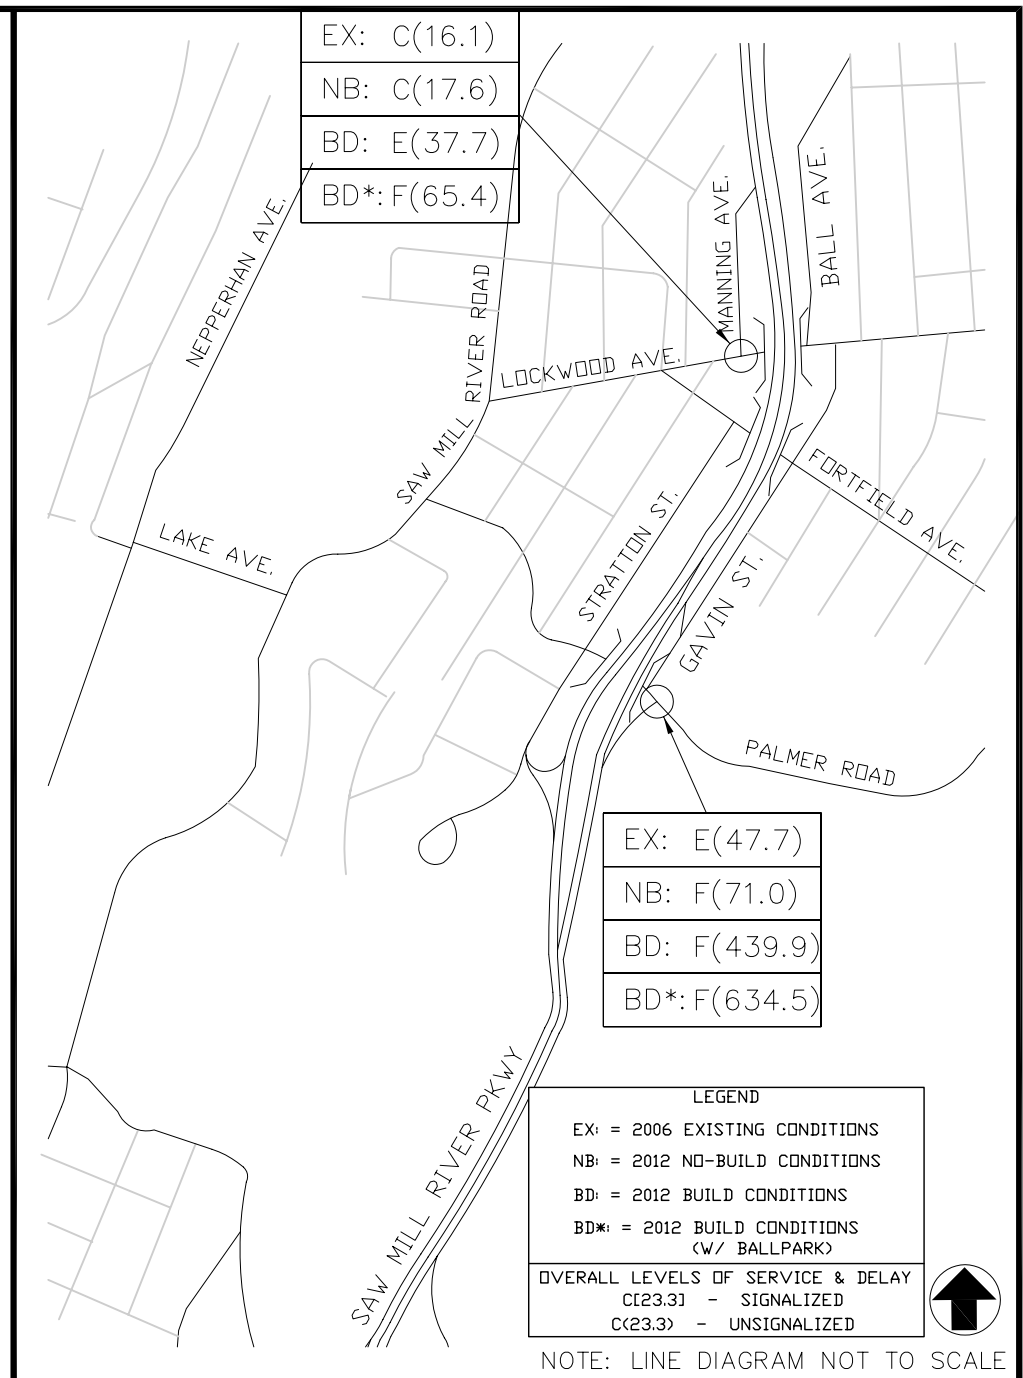 EX: C(16.1)
NB: C(17.6)
BD: E(37.7)
BD*: F(65.4)
NEPPERHAN AVE.
SAW MILL RIVER ROAD
MANNING AVE.
BALL AVE.
LOCKWOOD AVE.
LAKE AVE.
STRATTON ST.
FORTFIELD AVE.
GAVIN ST.
PALMER ROAD
EX: E(47.7)
NB: F(71.0)
BD: F(439.9)
BD*: F(634.5)
SAW MILL RIVER PKWY
LEGEND
EX: = 2006 EXISTING CONDITIONS
NB: = 2012 NO-BUILD CONDITIONS
BD: = 2012 BUILD CONDITIONS
BD*: = 2012 BUILD CONDITIONS
(W/ BALLPARK)
OVERALL LEVELS OF SERVICE & DELAY
C[23.3] - SIGNALIZED
C(23.3) - UNSIGNALIZED
NOTE: LINE DIAGRAM NOT TO SCALE